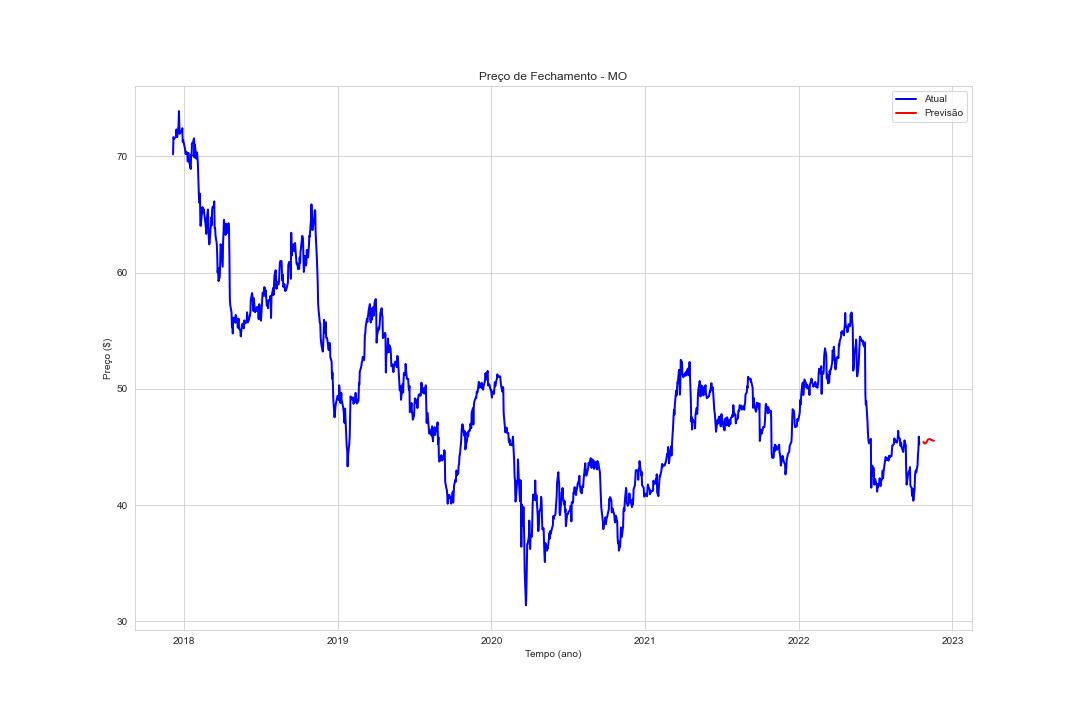 Preço de Fechamento - MO
Atual
Previsão
Preço ($)
70
60
50
40
30
2018 2019 2020 2021 2022 2023
Tempo (ano)